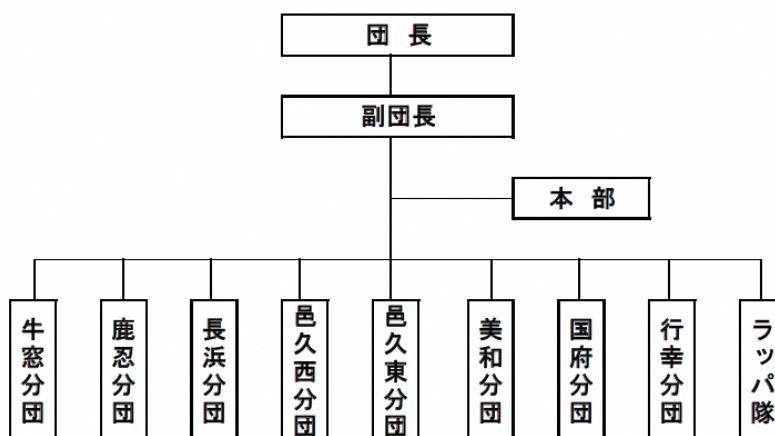 団 長
副団長
本 部
牛窓分団
鹿忍分団
長浜分団
邑久西分団
邑久東分団
美和分団
国府分団
行幸分団
ラッパ隊